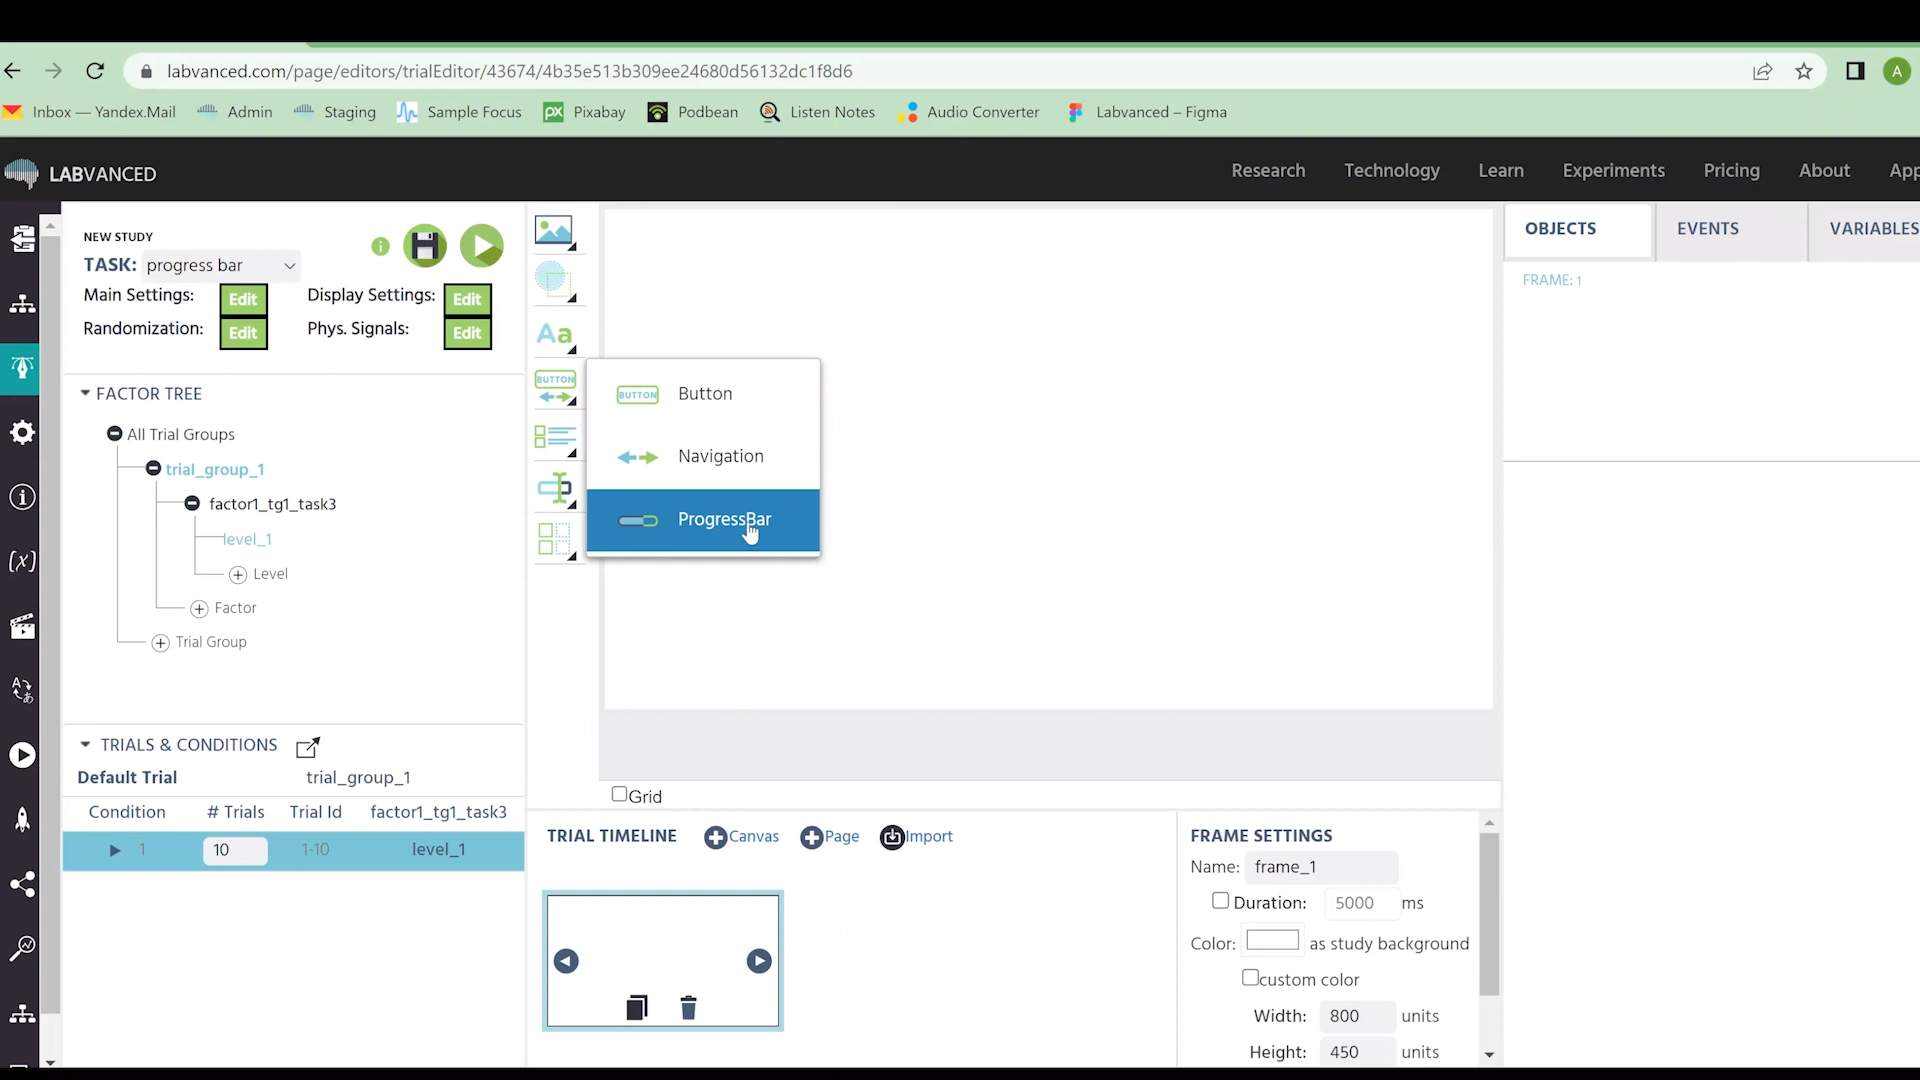 labvanced.com/page/editors/trialEditor/43674/4b35e513b309ee24680d56132dc1f8d6
A
Inbox — Yandex.Mail Admin Staging Sample Focus px Pixabay Podbean Listen Notes Audio Converter Labvanced – Figma
LABVANCED Research Technology Learn Experiments Pricing About App
NEW STUDY
TASK: progress bar
Main Settings: Edit Display Settings: Edit
Randomization: Edit Phys. Signals: Edit
FACTOR TREE
All Trial Groups
trial_group_1
factor1_tg1_task3
level_1
Level
Factor
Trial Group
TRIALS & CONDITIONS
Default Trial trial_group_1
Condition # Trials Trial Id factor1_tg1_task3
1 10 1-10 level_1
Aa
BUTTON
BUTTON Button
Navigation
ProgressBar
Grid
TRIAL TIMELINE Canvas Page Import
OBJECTS EVENTS VARIABLES
FRAME: 1
FRAME SETTINGS
Name: frame_1
Duration: 5000 ms
Color: as study background
custom color
Width: 800 units
Height: 450 units